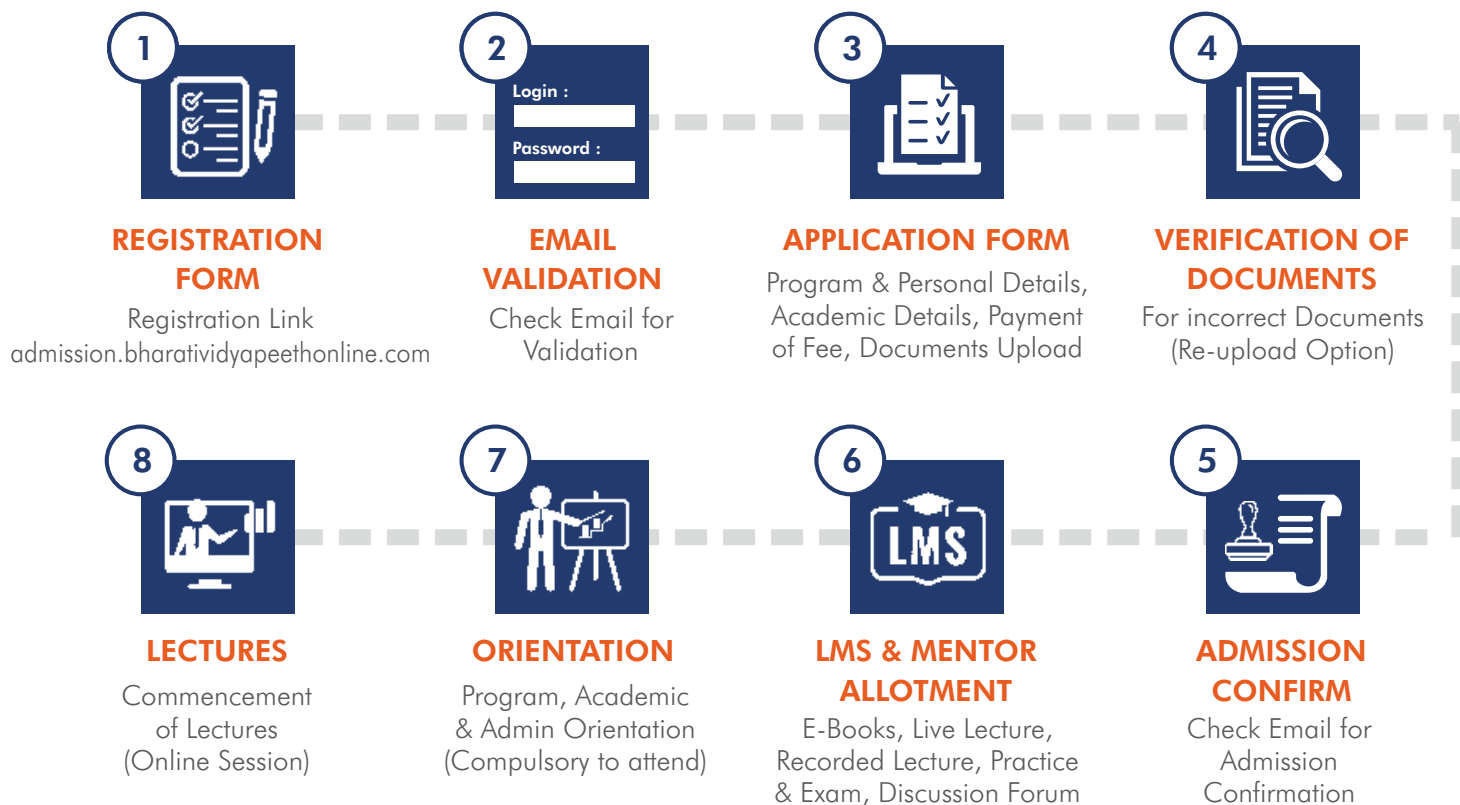 1
Registration
FORM
Registration Link
admission.bharatividyapeethonline.com
2
Login :
Password :
EMAIL
VALIDATION
Check Email for
Validation
3
APPLICATION FORM
Program & Personal Details,
Academic Details, Payment
of Fee, Documents Upload
4
VERIFICATION OF
DOCUMENTS
For incorrect Documents
(Re-upload Option)
5
ADMISSION
CONFIRM
Check Email for
Admission
Confirmation
6
LMS
LMS & MENTOR
ALLOTMENT
E-Books, Live Lecture,
Recorded Lecture, Practice
& Exam, Discussion Forum
7
ORIENTATION
Program, Academic
& Admin Orientation
(Compulsory to attend)
8
LECTURES
Commencement
of Lectures
(Online Session)